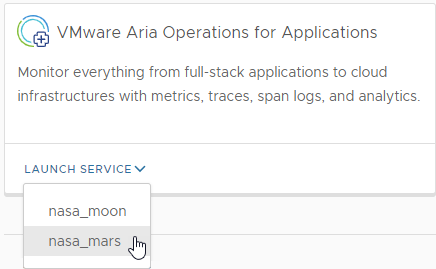 VMware Aria Operations for Applications
Monitor everything from full-stack applications to cloud
infrastructures with metrics, traces, span logs, and analytics.
LAUNCH SERVICE
nasa_moon
nasa_mars